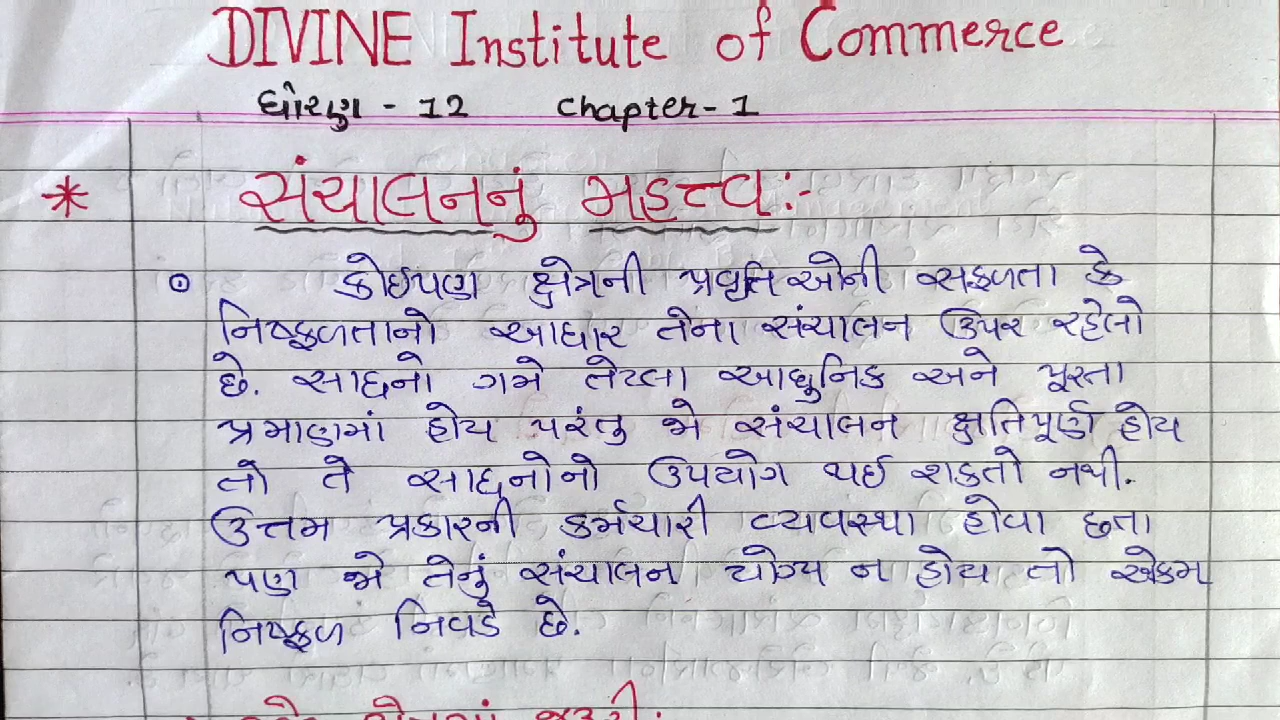 DIVINE Institute of Commerce
ધોરણ - 12 Chapter-1
* સંચાલનનું મહત્ત્વ:-
કોઈપણ ક્ષેત્રની પ્રવૃત્તિઓની સફળતા કે
નિષ્ફળતાનો આધાર તેના સંચાલન ઉપર રહેલો
છે. સાધનો ગમે તેટલા આધુનિક અને પૂરતા
પ્રમાણમાં હોય પરંતુ જો સંચાલન ક્ષતિપૂર્ણ હોય
તો તે સાધનોનો ઉપયોગ થઈ શકતો નથી.
ઉત્તમ પ્રકારની કર્મચારી વ્યવસ્થા હોવા છતા
પણ જો તેનું સંચાલન યોગ્ય ન હોય તો એકમ
નિષ્ફળ નિવડે છે.